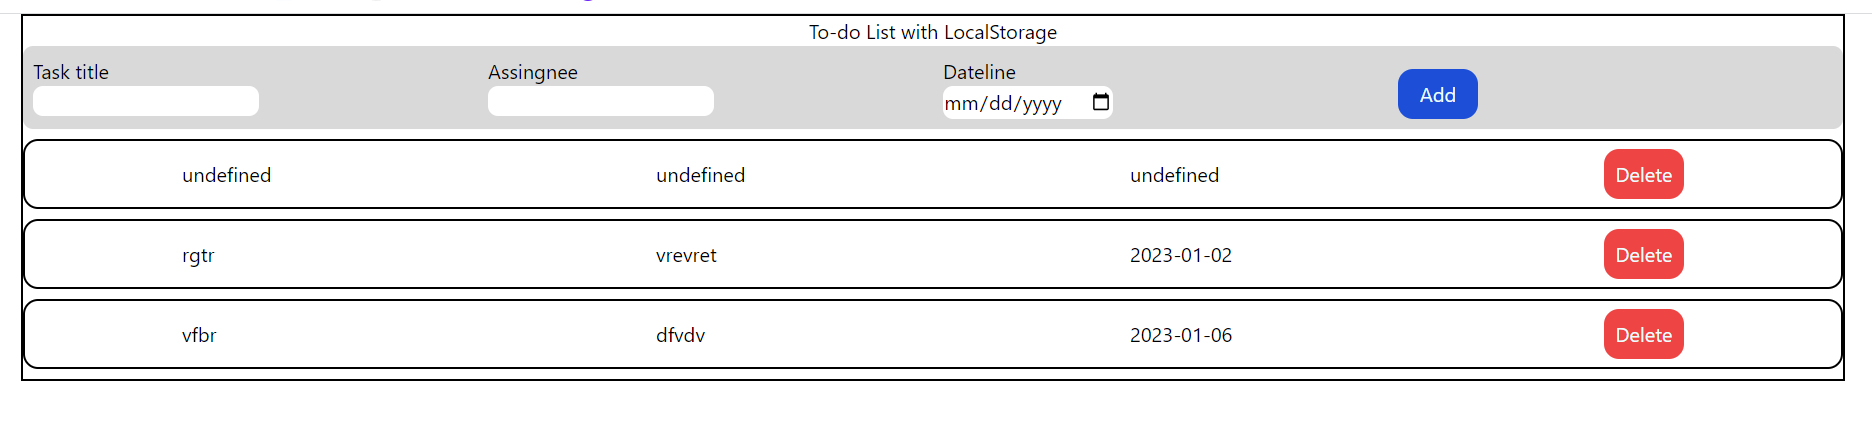 To-do List with LocalStorage
Task title Assingnee Dateline
mm/dd/yyyy Add
undefined undefined undefined Delete
rgtr vrevret 2023-01-02 Delete
vfbr dfvdv 2023-01-06 Delete